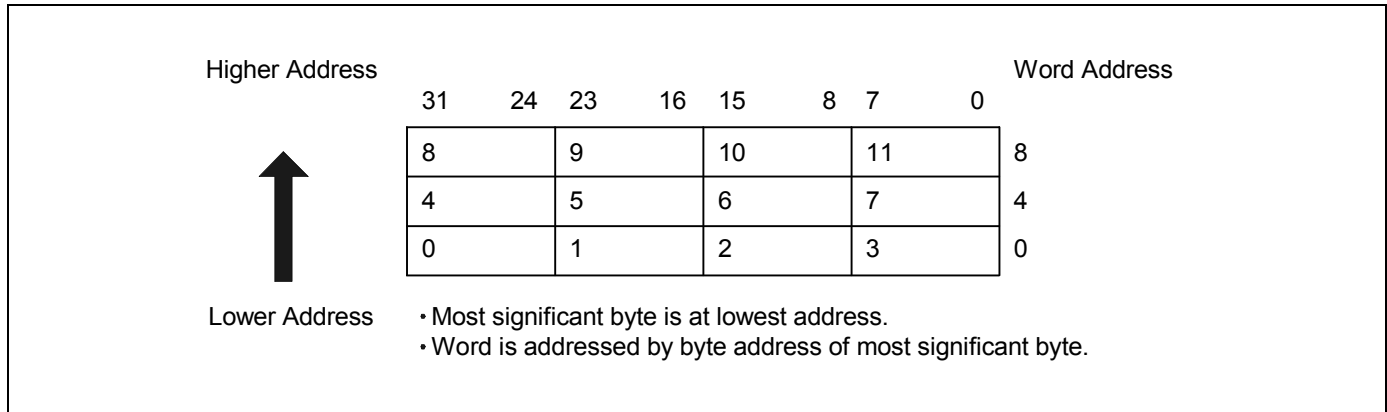 Higher Address Word Address
31 24 23 16 15 8 7 0
8 9 10 11 8
4 5 6 7 4
0 1 2 3 0
Lower Address
・Most significant byte is at lowest address.
・Word is addressed by byte address of most significant byte.